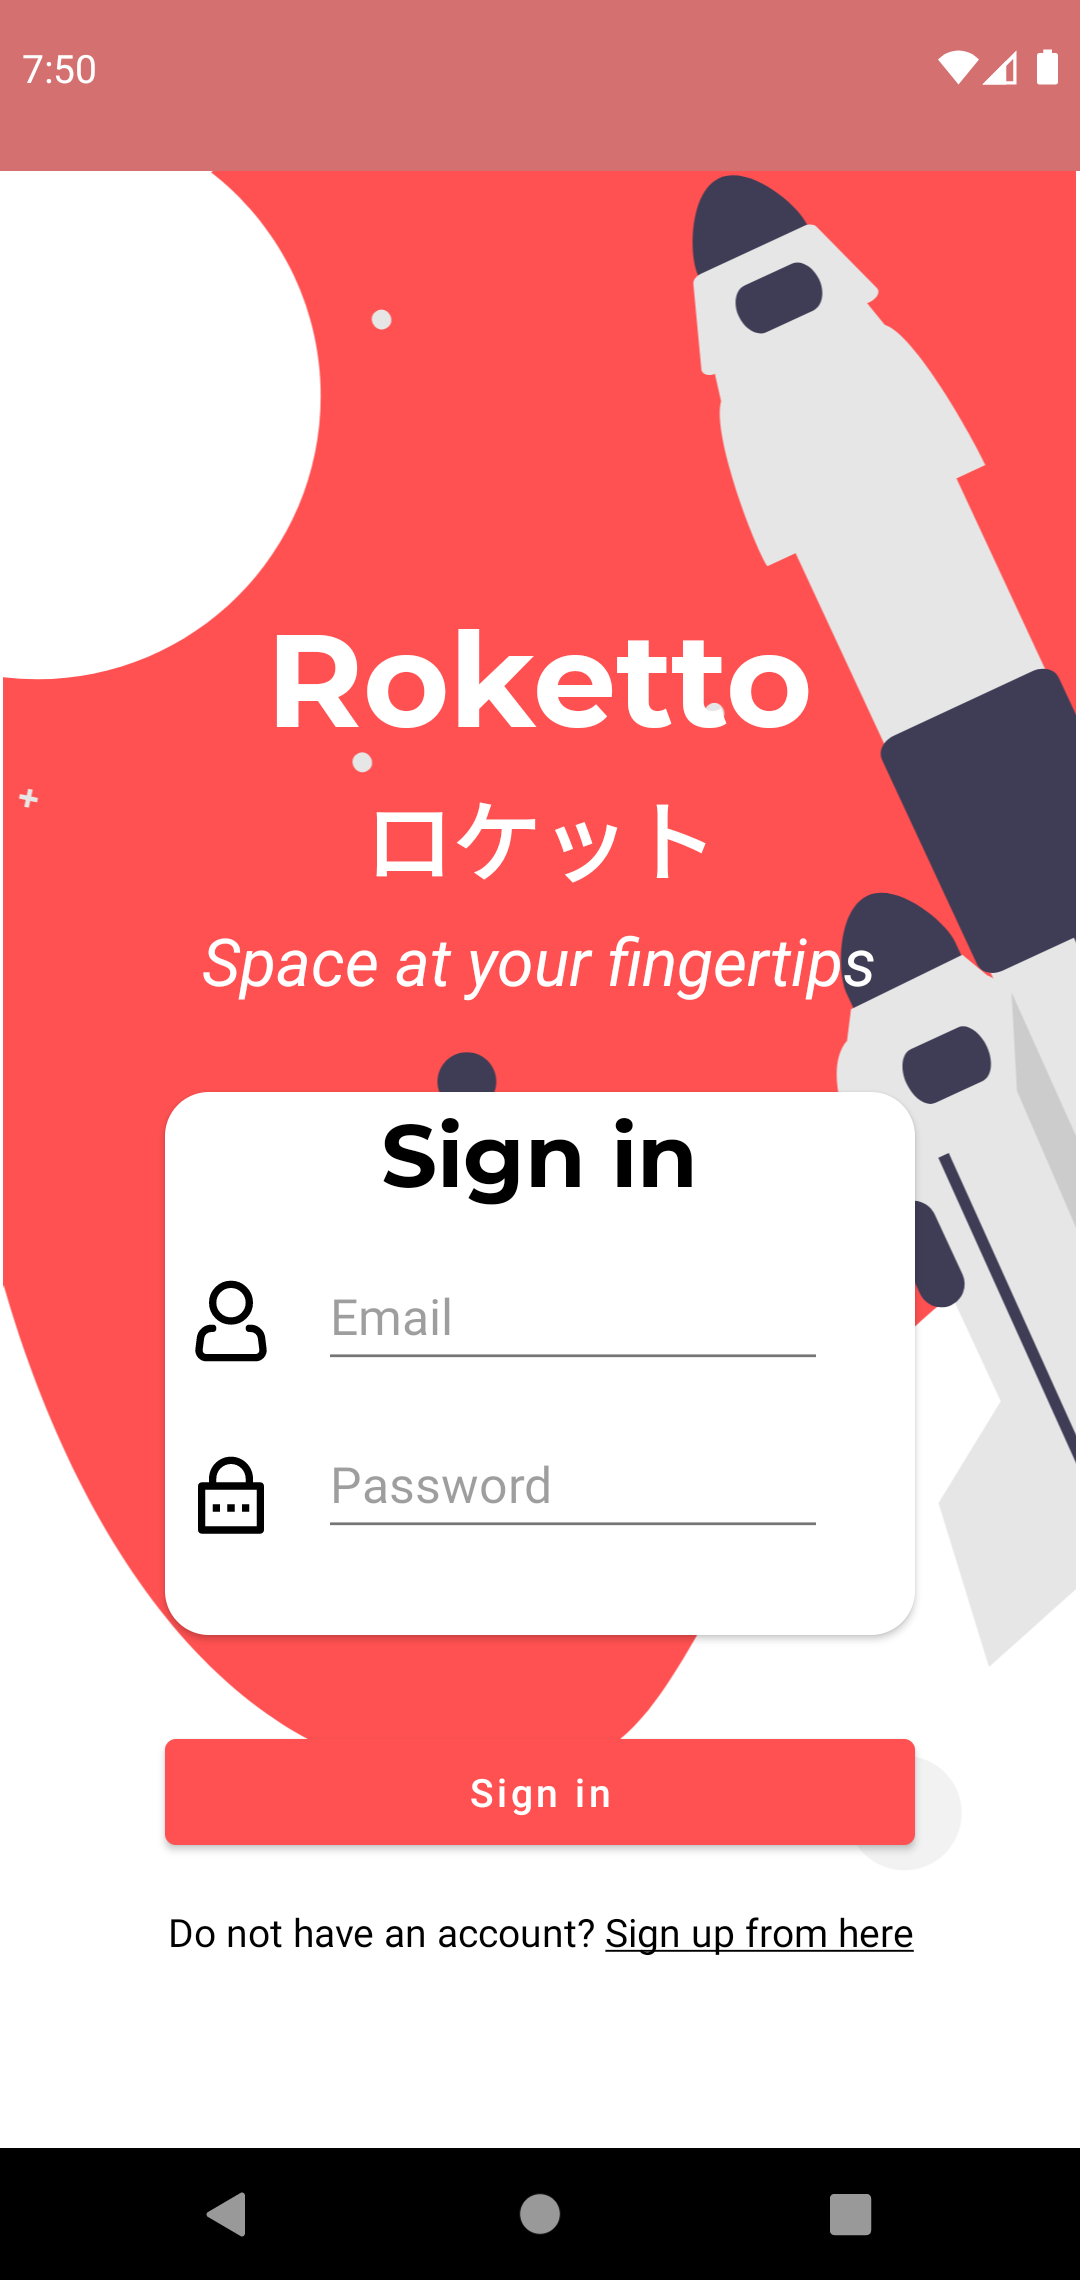 7:50
Roketto
ロケット
Space at your fingertips
Sign in
Email
Password
Sign in
Do not have an account? Sign up from here